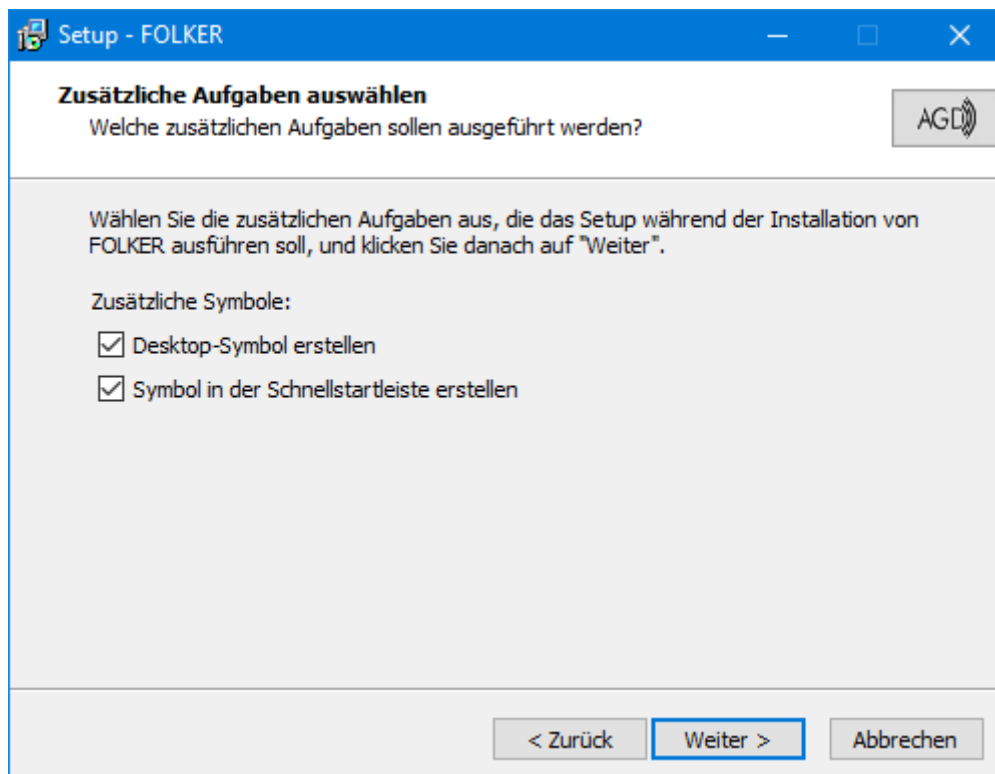 Setup - FOLKER
Zusätzliche Aufgaben auswählen
Welche zusätzlichen Aufgaben sollen ausgeführt werden?
AGD
Wählen Sie die zusätzlichen Aufgaben aus, die das Setup während der Installation von
FOLKER ausführen soll, und klicken Sie danach auf "Weiter".
Zusätzliche Symbole:
Desktop-Symbol erstellen
Symbol in der Schnellstartleiste erstellen
< Zurück
Weiter >
Abbrechen